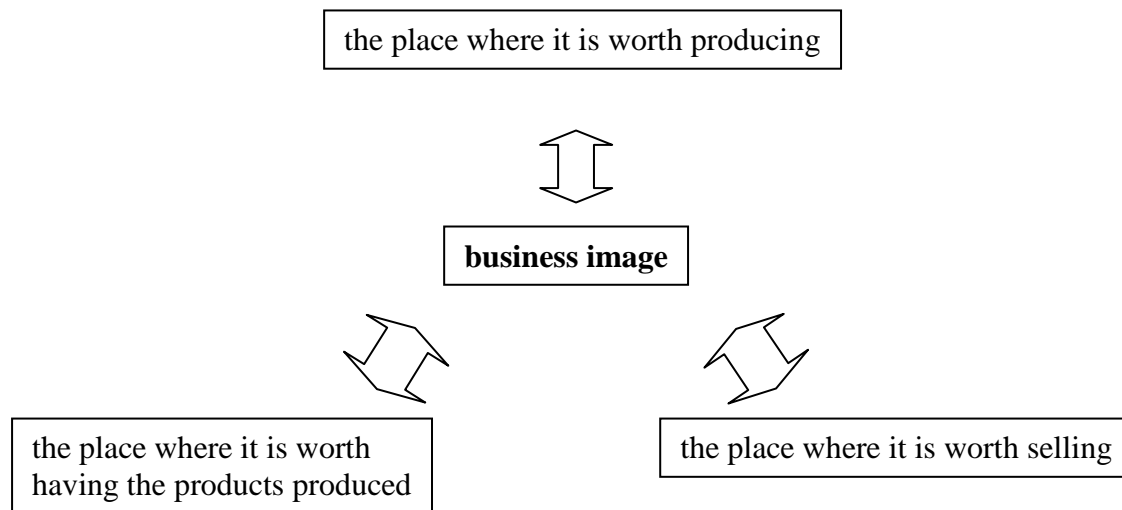 the place where it is worth producing
business image
the place where it is worth
having the products produced
the place where it is worth selling